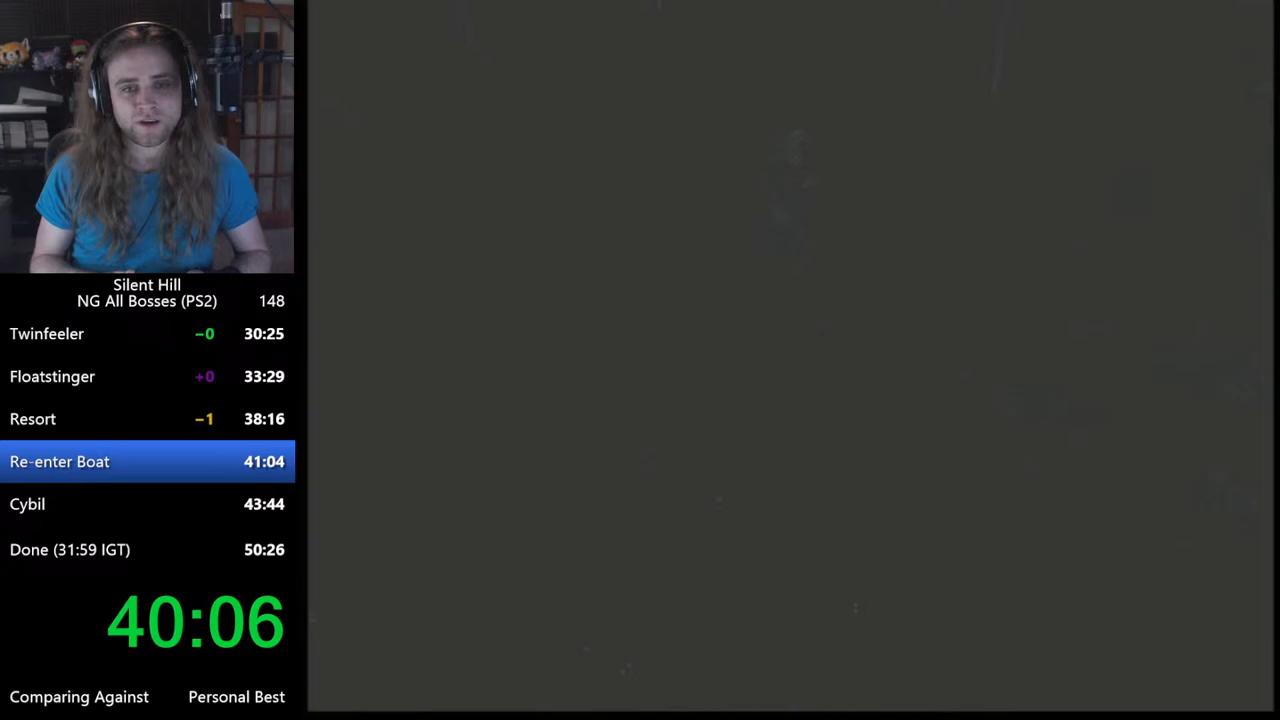 Silent Hill
NG All Bosses (PS2) 148
Twinfeeler -0 30:25
Floatstinger +0 33:29
Resort -1 38:16
Re-enter Boat 41:04
Cybil 43:44
Done (31:59 IGT) 50:26
40:06
Comparing Against Personal Best